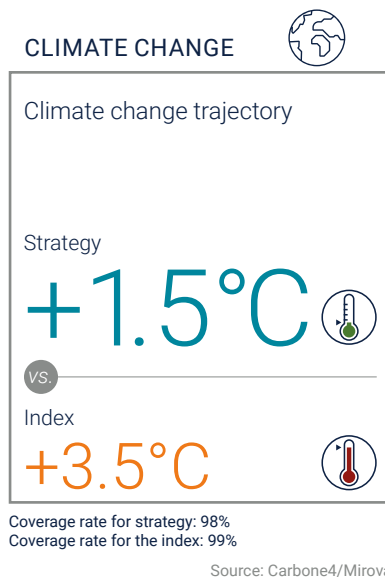 CLIMATE CHANGE
Climate change trajectory
Strategy
+1.5°C
vs.
Index
+3.5°C
Coverage rate for strategy: 98%
Coverage rate for the index: 99%
Source: Carbone4/Mirova